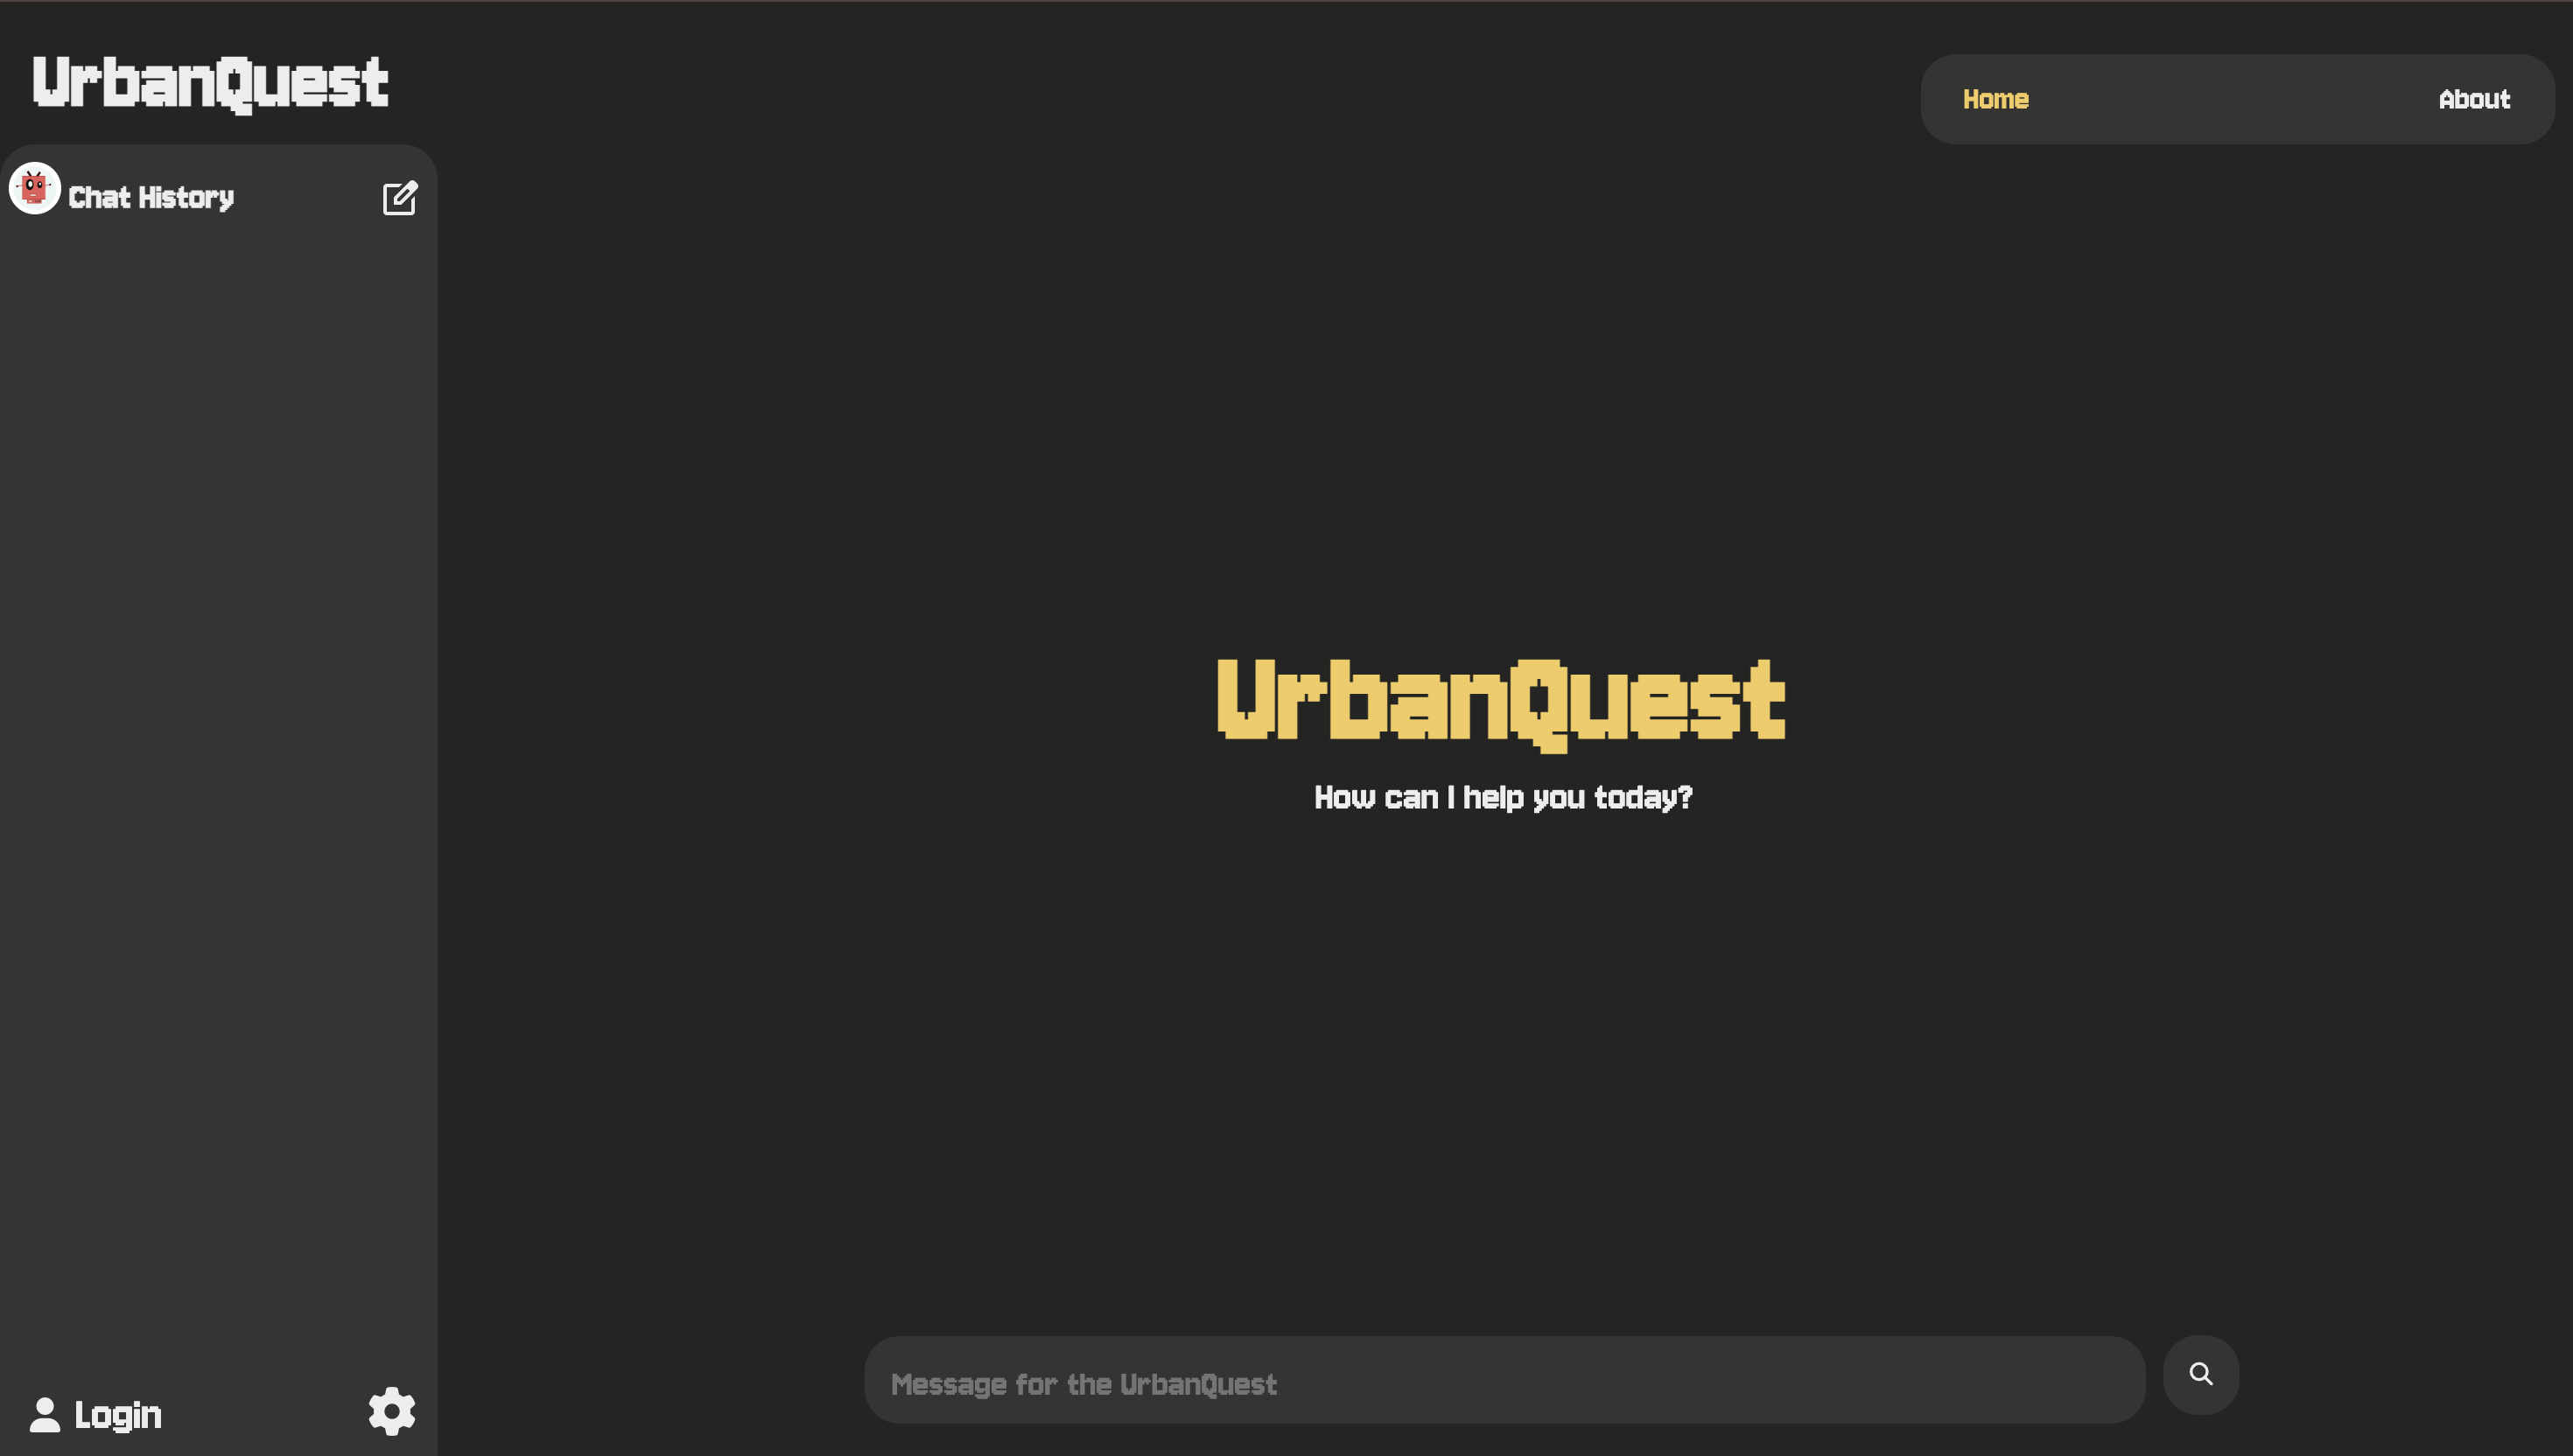 UrbanQuest
Home
About
Chat History
UrbanQuest
How can I help you today?
Message for the UrbanQuest
Login